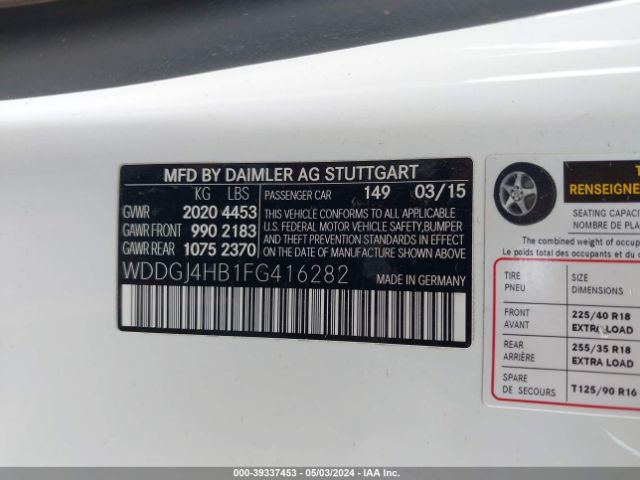 MFD BY DAIMLER AG STUTTGART
KG LBS PASSENGER CAR 149 03/15
GVWR 2020 4453
GAWR FRONT 990 2183
GAWR REAR 1075 2370
THIS VEHICLE CONFORMS TO ALL APPLICABLE
U.S. FEDERAL MOTOR VEHICLE SAFETY,BUMPER
AND THEFT PREVENTION STANDARDS IN EFFECT
ON THE DATE OF MANUFACTURE SHOWN ABOVE.
WDDGJ4HB1FG416282 MADE IN GERMANY
RENSEIGNE
SEATING CAPAC
NOMBRE DE PLA
The combined weight of occup
Le poids total des occup
TIRE SIZE
PNEU DIMENSIONS
FRONT 225/40 R18
AVANT EXTRA LOAD
REAR 255/35 R18
ARRIÈRE EXTRA LOAD
SPARE T125/90 R16
DE SECOURS
000-39337453 - 05/03/2024 - IAA Inc.